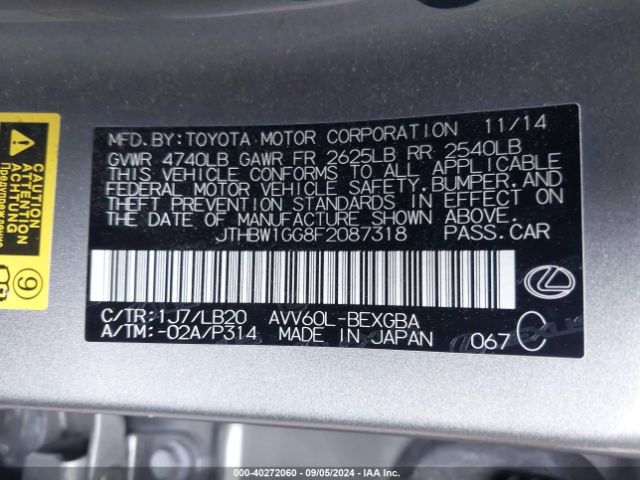 MFD.BY:TOYOTA MOTOR CORPORATION 11/14
GVWR 4740LB GAWR FR 2625LB RR 2540LB
THIS VEHICLE CONFORMS TO ALL APPLICABLE
FEDERAL MOTOR VEHICLE SAFETY,BUMPER,AND
THEFT PREVENTION STANDARDS IN EFFECT ON
THE DATE OF MANUFACTURE SHOWN ABOVE.
JTHBW1GG8F2087318 PASS.CAR
C/TR:1J7/LB20 AVV60L-BEXGBA
A/TM:-02A/P314 MADE IN JAPAN 067 C
CAUTION
ACHTUNG
Предупреждение
9
000-40272060 - 09/05/2024 - IAA Inc.